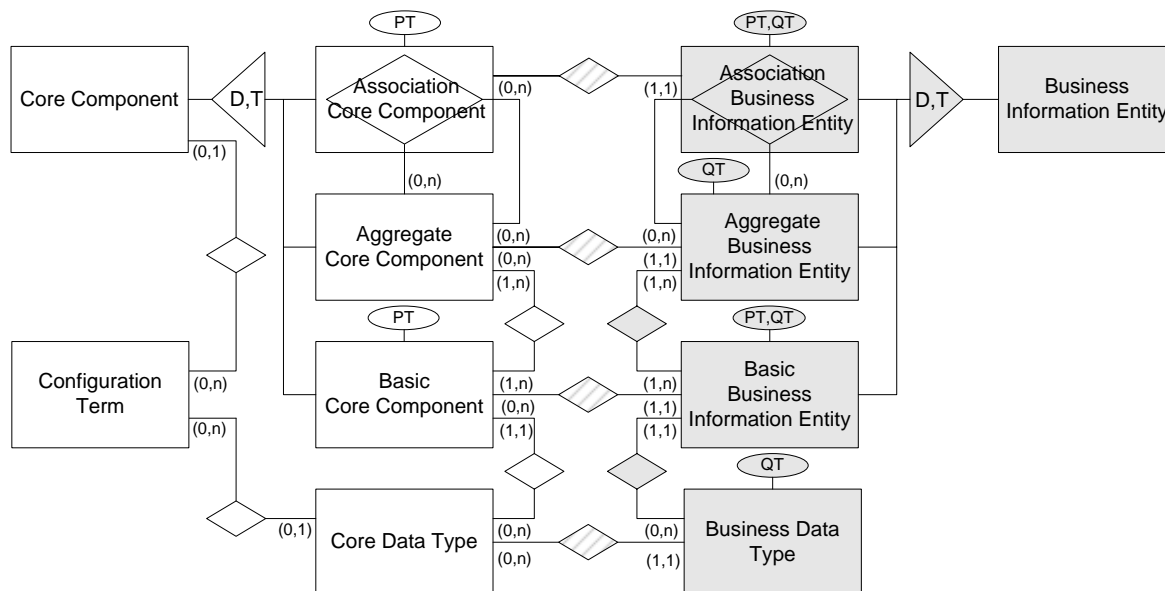 PT
PT,QT
Core Component
D,T
Association
Core Component
(0,n)
(1,1)
Association
Business
Information Entity
D,T
Business
Information Entity
(0,1)
(0,n)
QT
(0,n)
Aggregate
Core Component
(0,n)
(0,n)
(1,n)
(0,n)
(1,1)
(1,n)
Aggregate
Business
Information Entity
PT
PT,QT
Configuration
Term
(0,n)
(0,n)
Basic
Core Component
(1,n)
(0,n)
(1,1)
(1,n)
(1,1)
(1,1)
Basic
Business
Information Entity
QT
(0,1)
Core Data Type
(0,n)
(0,n)
(0,n)
(1,1)
Business Data
Type